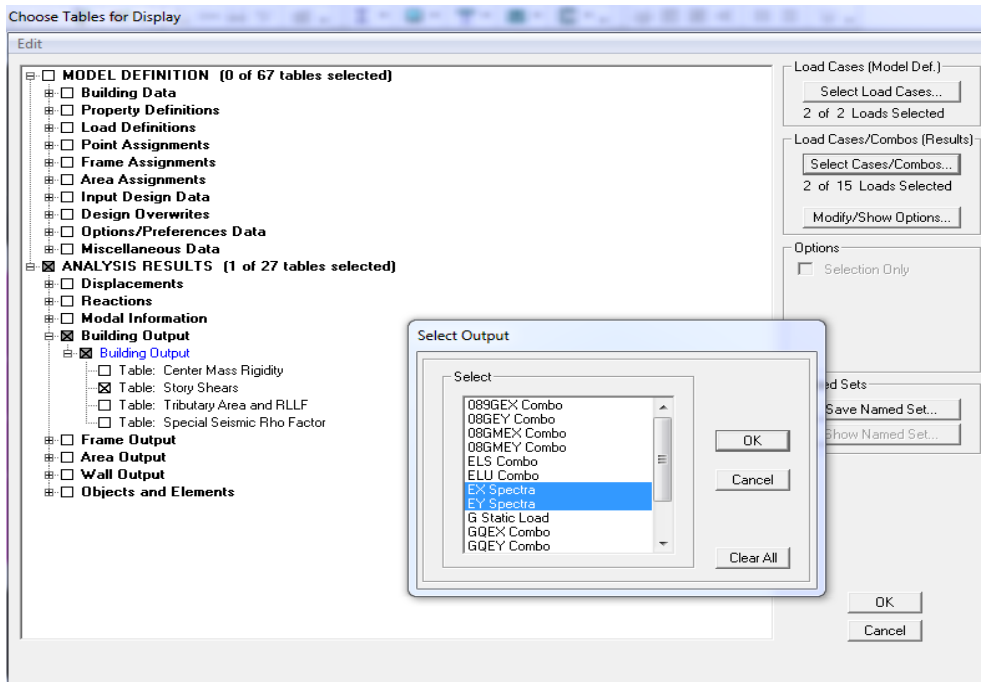 Choose Tables for Display
Edit
MODEL DEFINITION (0 of 67 tables selected)
Building Data
Property Definitions
Load Definitions
Point Assignments
Frame Assignments
Area Assignments
Input Design Data
Design Overwrites
Options/Preferences Data
Miscellaneous Data
ANALYSIS RESULTS (1 of 27 tables selected)
Displacements
Reactions
Modal Information
Building Output
Building Output
Table: Center Mass Rigidity
Table: Story Shears
Table: Tributary Area and RLLF
Table: Special Seismic Rho Factor
Frame Output
Area Output
Wall Output
Objects and Elements
Load Cases (Model Def.)
Select Load Cases...
2 of 2 Loads Selected
Load Cases/Combos (Results)
Select Cases/Combos...
2 of 15 Loads Selected
Modify/Show Options...
Options
Selection Only
ed Sets
Save Named Set...
Show Named Set...
OK
Cancel
Select Output
Select
089GEX Combo
08GEY Combo
08GMEX Combo
08GMEY Combo
ELS Combo
ELU Combo
EX Spectra
EY Spectra
G Static Load
GQEX Combo
GQEY Combo
OK
Cancel
Clear All